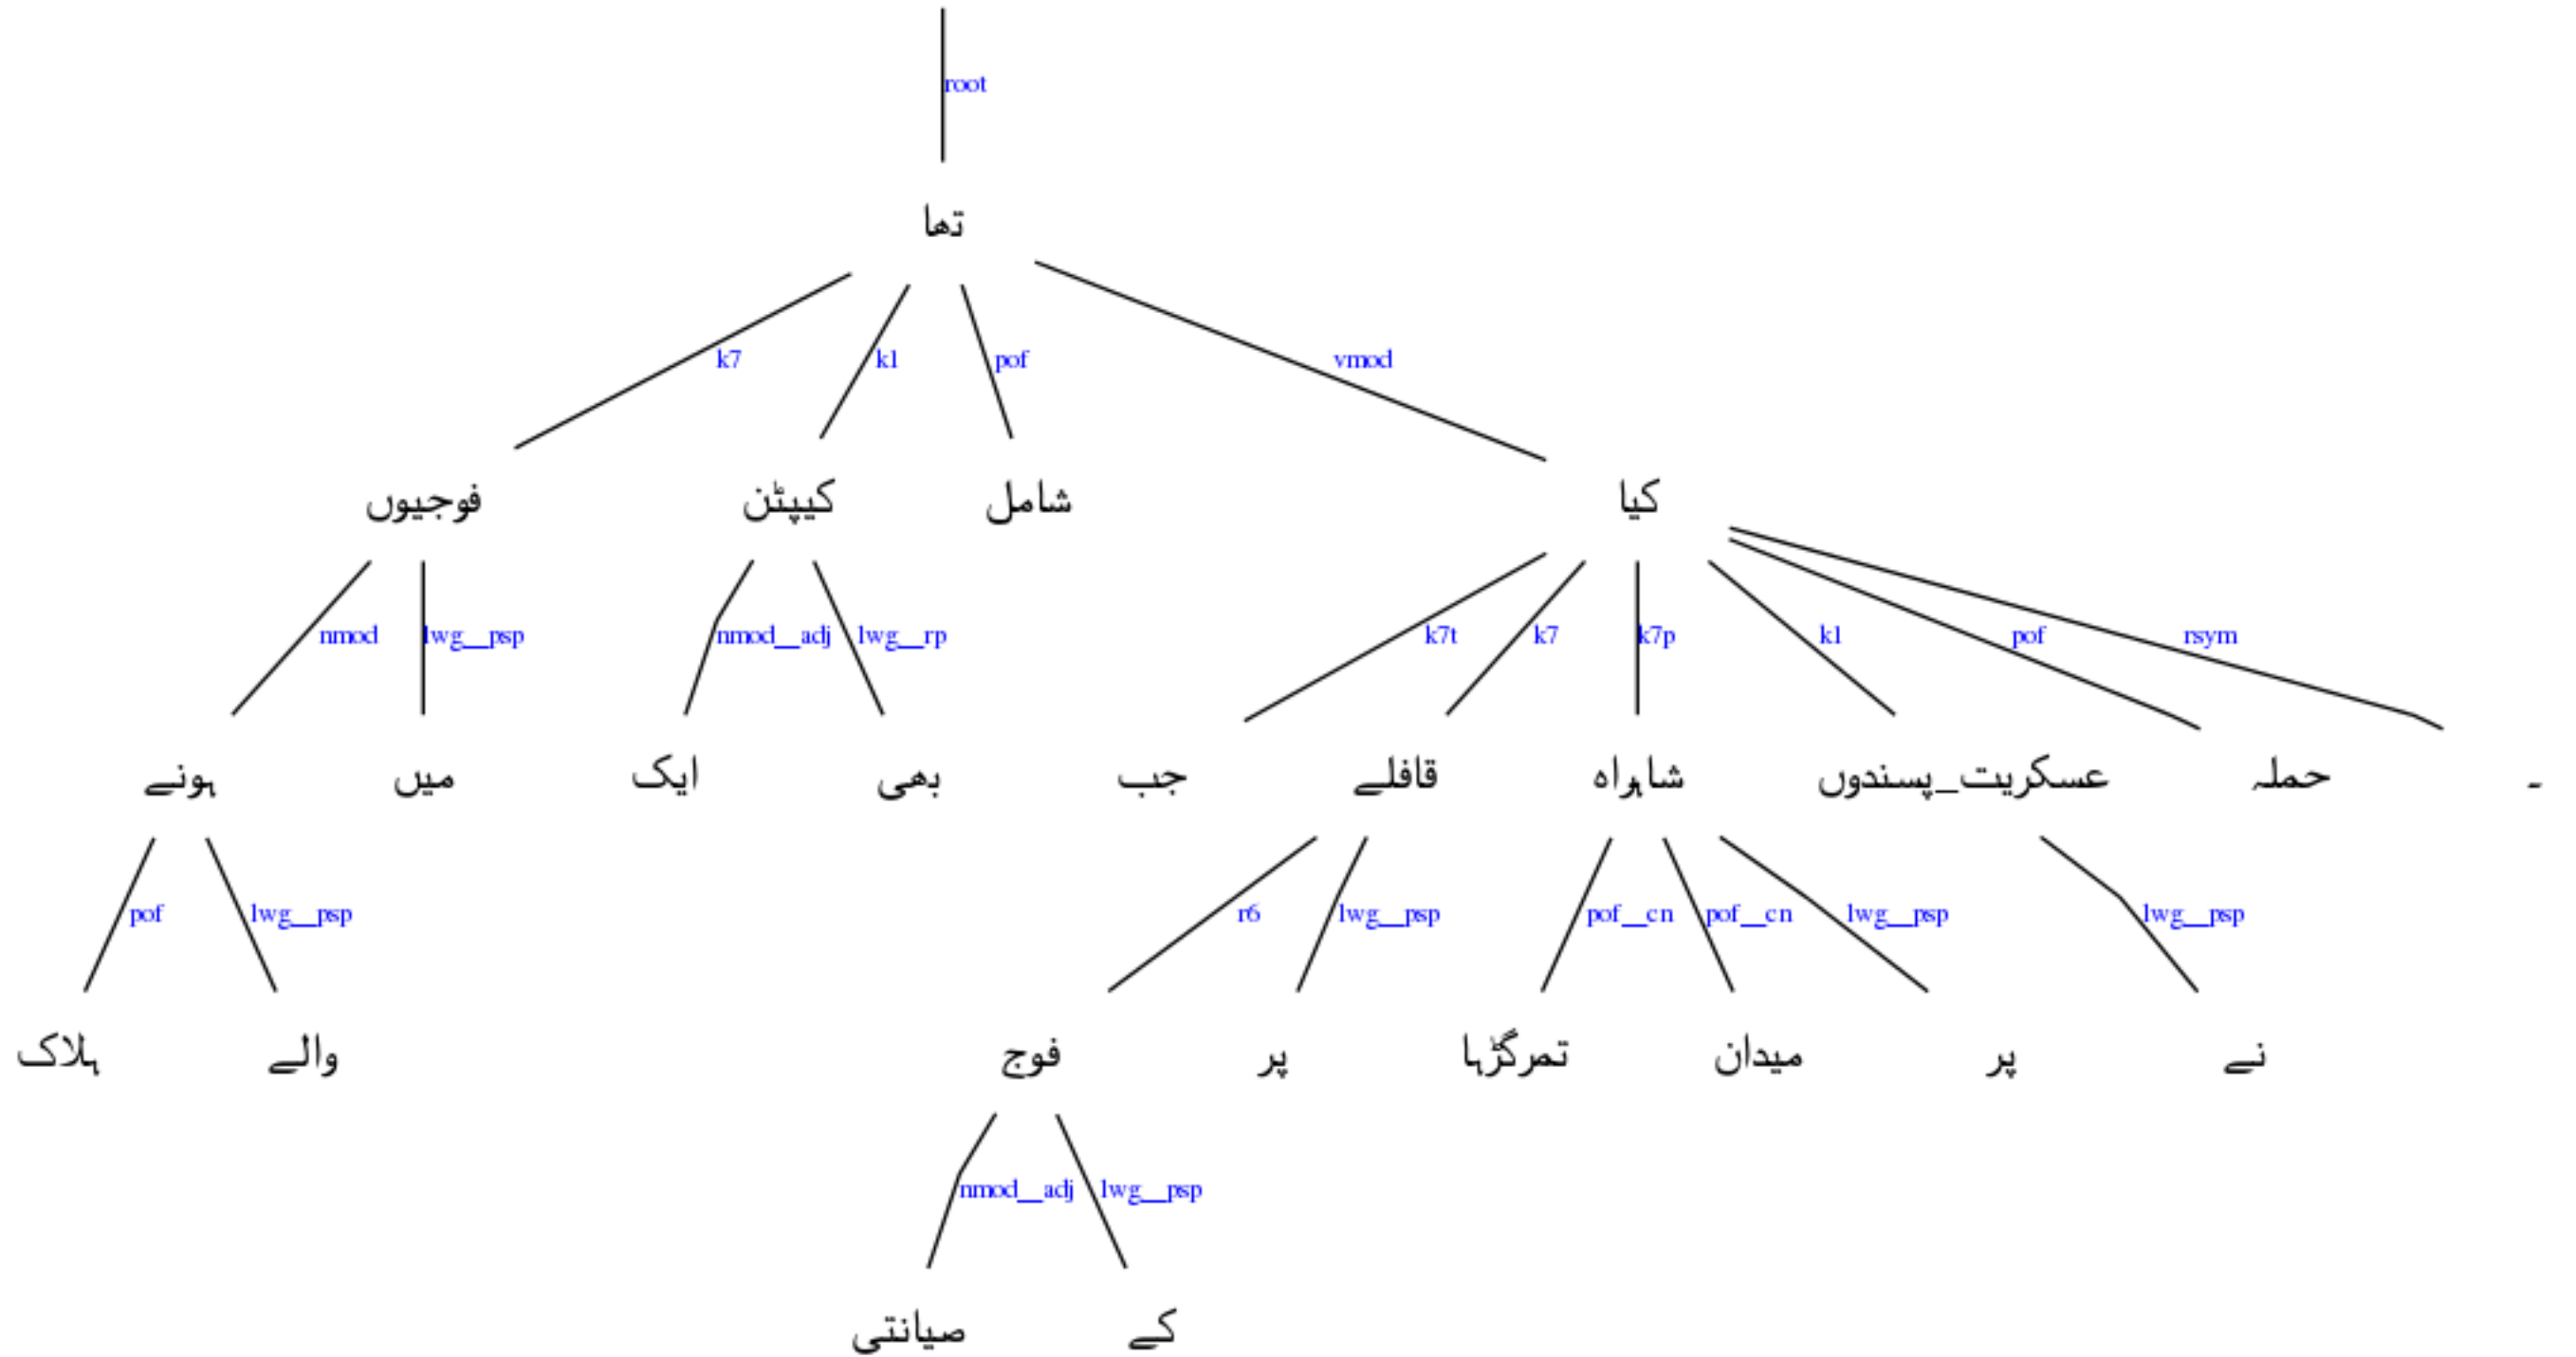 root
تھا
k7 k1 pof vmod
فوجیوں کیپٹن شامل کیا
nmod lwg__psp nmod__adj lwg__rp k7t k7 k7p k1 pof rsym
ہونے میں ایک بھی جب قافلے شاہراہ عسکریت_پسندوں حملہ ۔
pof lwg__psp r6 lwg__psp pof__cn pof__cn lwg__psp lwg__psp
ہلاک والے فوج پر تمرگڑہا میدان پر نے
nmod__adj lwg__psp
صیانتی کے